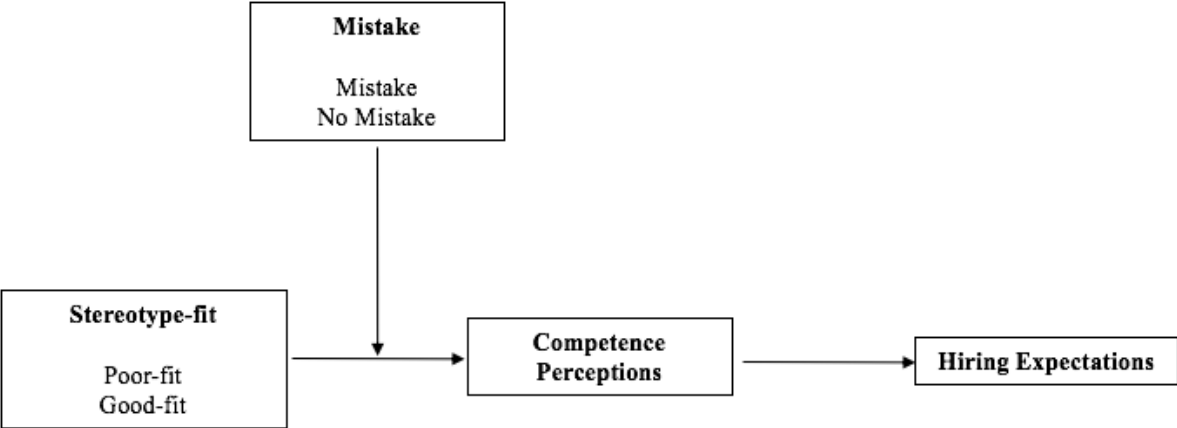 Mistake
Mistake
No Mistake
Stereotype-fit
Poor-fit
Good-fit
Competence
Perceptions
Hiring Expectations